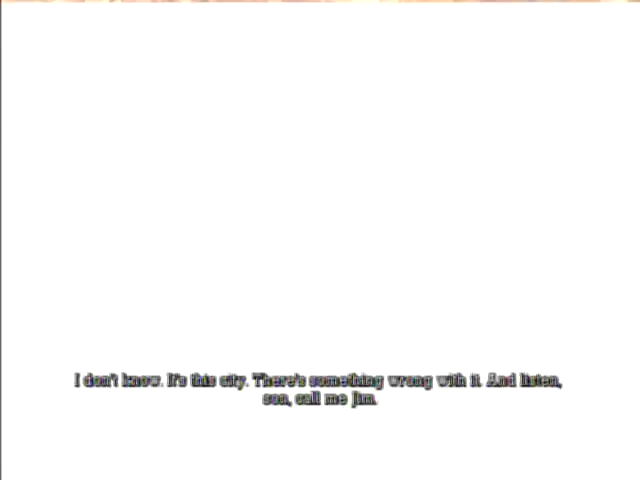 I don't know. It's this city. There's something wrong with it. And listen,
son, call me Jim.